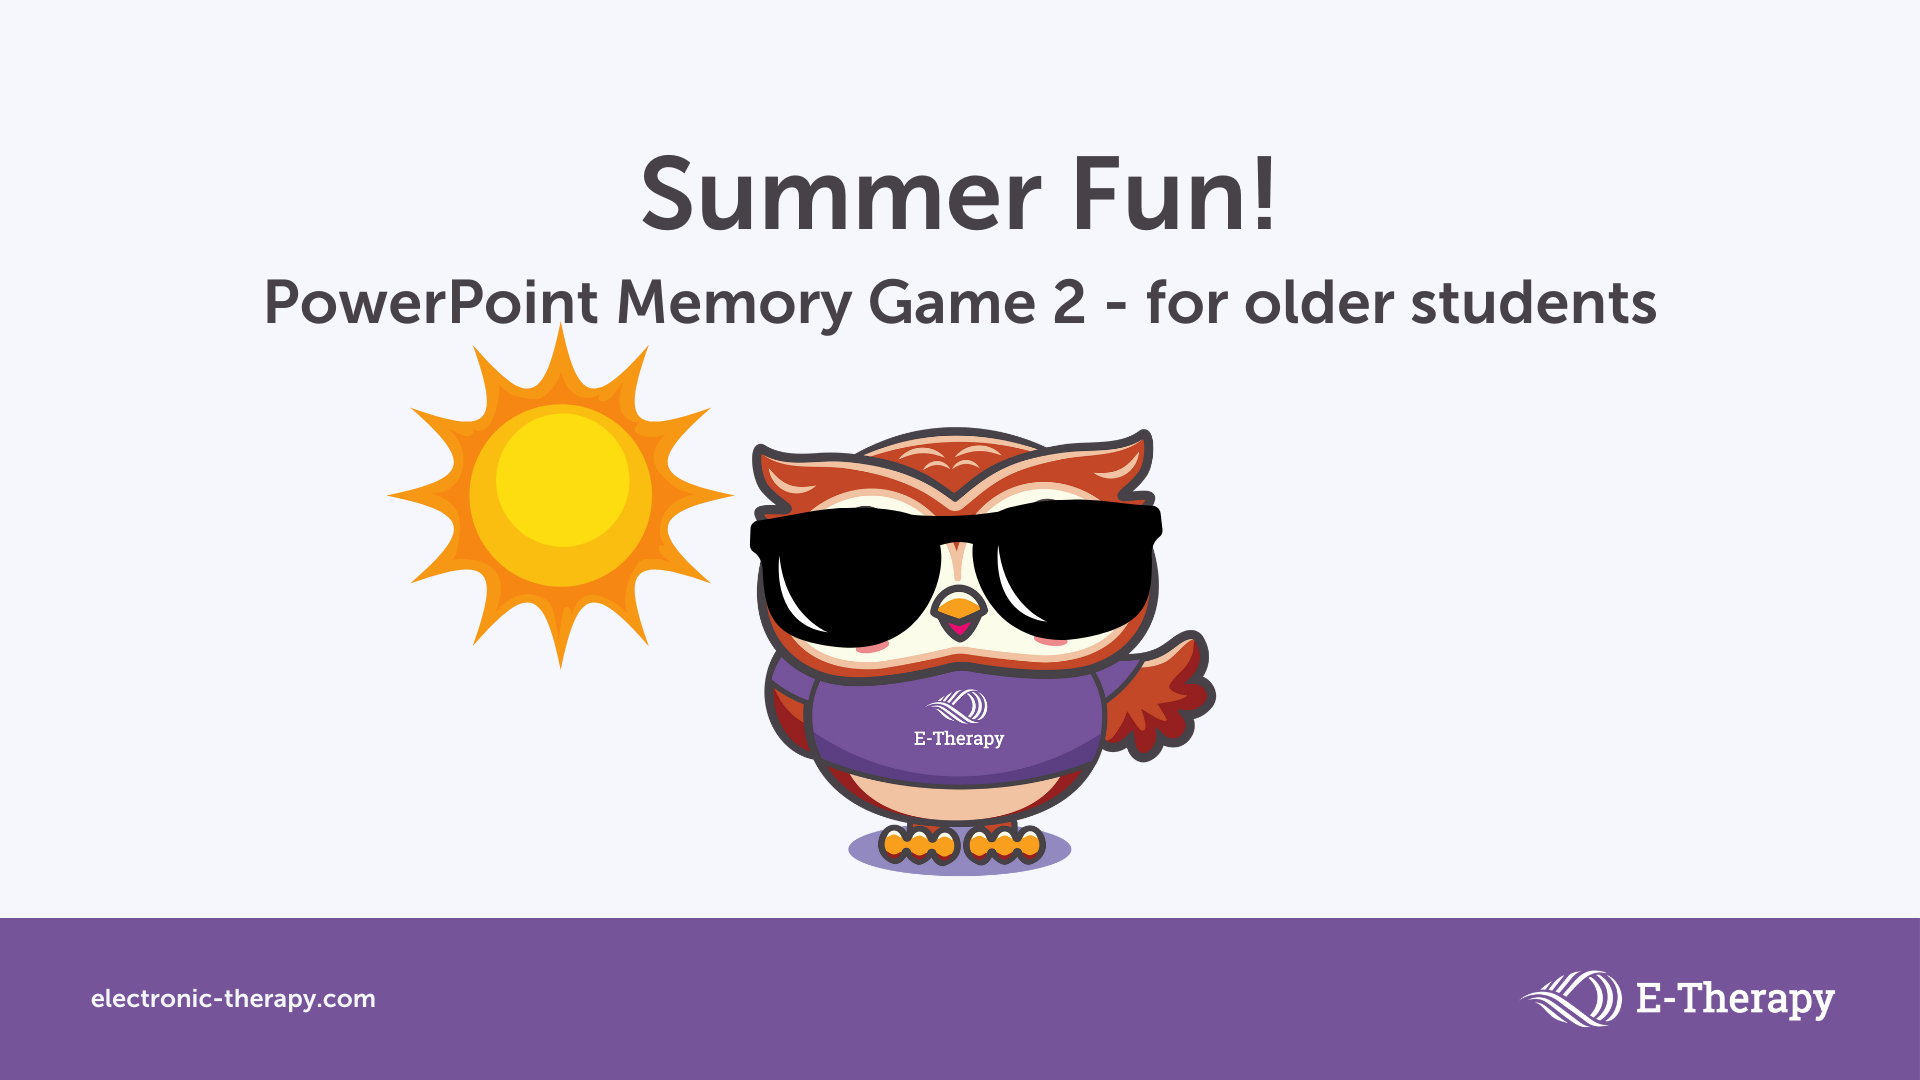 Summer Fun!
PowerPoint Memory Game 2 - for older students
E-Therapy
electronic-therapy.com
E-Therapy